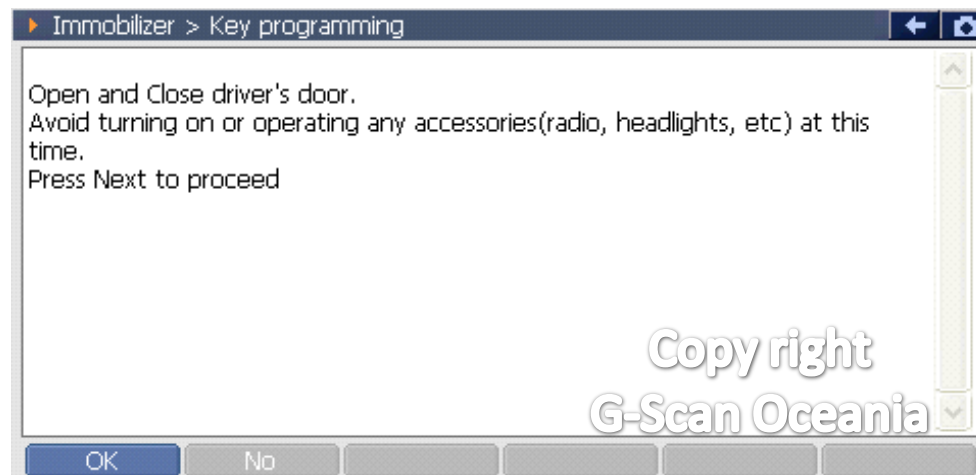 Immobilizer > Key programming
Open and Close driver's door.
Avoid turning on or operating any accessories(radio, headlights, etc) at this
time.
Press Next to proceed
Copy right
G-Scan Oceania
OK No